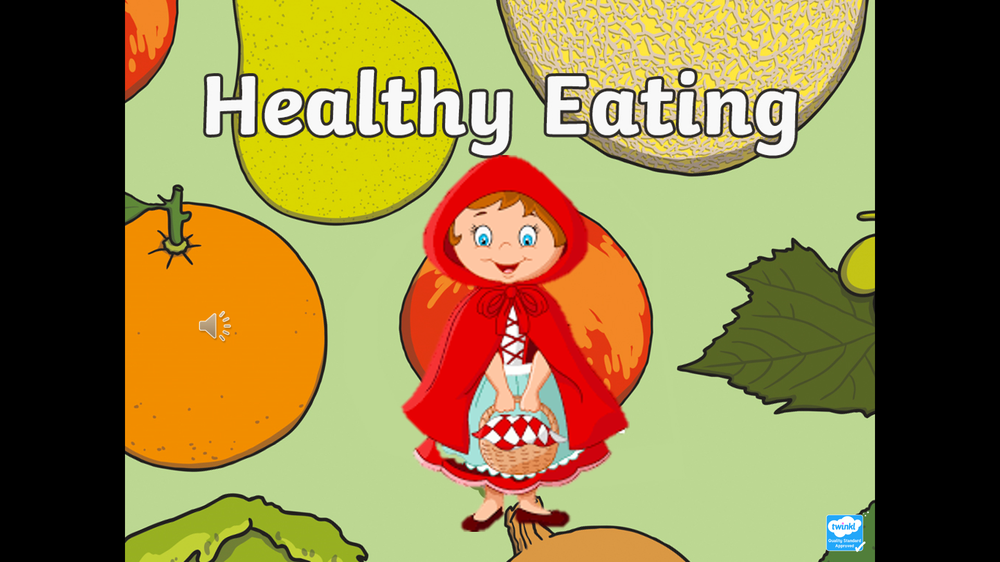 Healthy Eating
twinkl
Quality Standard
Approved